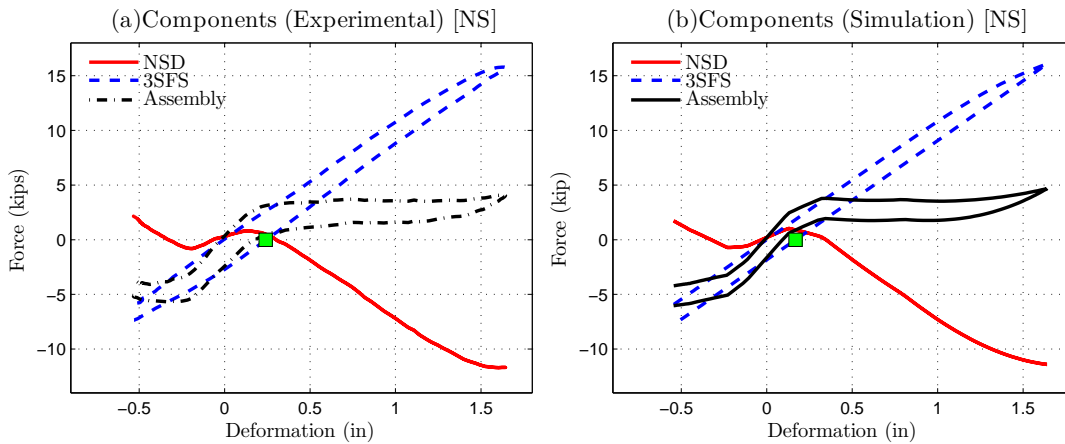 (a)Components (Experimental) [NS]
NSD
3SFS
Assembly
15
10
5
0
−5
−10
Force (kips)
−0.5
0
0.5
1
1.5
Deformation (in)
(b)Components (Simulation) [NS]
NSD
3SFS
Assembly
15
10
5
0
−5
−10
Force (kip)
−0.5
0
0.5
1
1.5
Deformation (in)